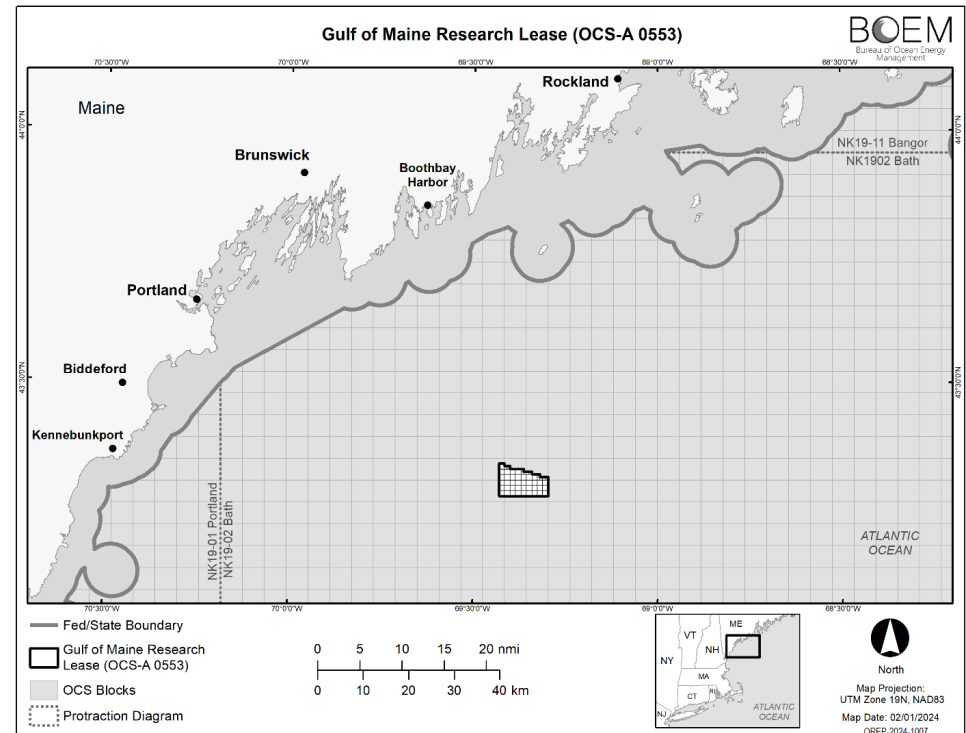 Gulf of Maine Research Lease (OCS-A 0553)
BOEM
Bureau of Ocean Energy
Management
70°30'0"W 70°0'0"W 69°30'0"W 69°0'0"W 68°30'0"W
Rockland
Maine
44°0'0"N 44°0'0"N
NK19-11 Bangor
NK1902 Bath
Brunswick
Boothbay
Harbor
Portland
Biddeford
43°30'0"N 43°30'0"N
Kennebunkport
NK19-01 Portland
NK19-02 Bath
ATLANTIC
OCEAN
70°30'0"W 70°0'0"W 69°30'0"W 69°0'0"W 68°30'0"W
Fed/State Boundary
Gulf of Maine Research
Lease (OCS-A 0553)
OCS Blocks
Protraction Diagram
0 5 10 15 20 nmi
0 10 20 30 40 km
ME
VT
NH
NY
MA
CT
RI
NJ
ATLANTIC
OCEAN
North
Map Projection:
UTM Zone 19N, NAD83
Map Date: 02/01/2024
OREP-2024-1007